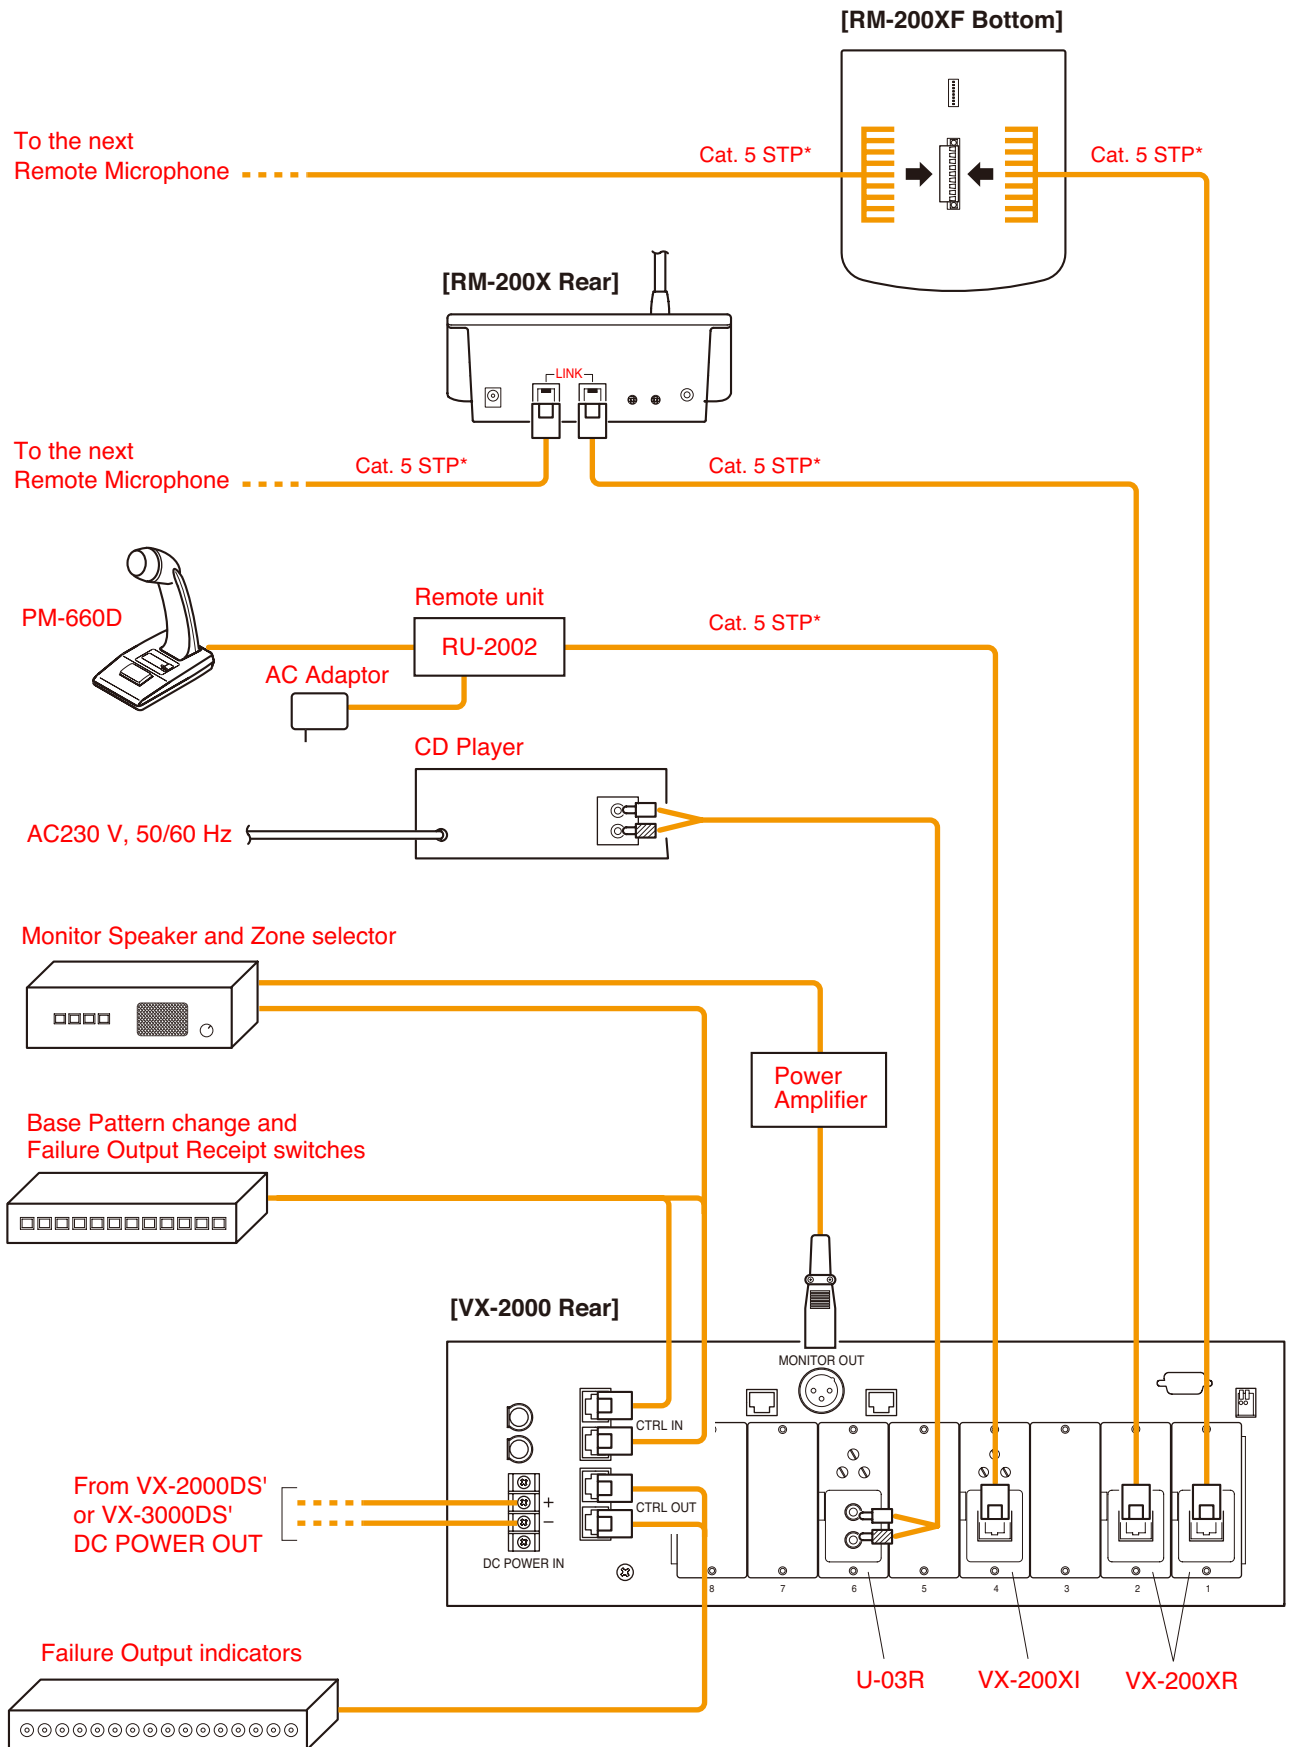 [RM-200XF Bottom]
To the next
Remote Microphone
Cat. 5 STP*
Cat. 5 STP*
[RM-200X Rear]
LINK
To the next
Remote Microphone
Cat. 5 STP*
Cat. 5 STP*
PM-660D
Remote unit
RU-2002
Cat. 5 STP*
AC Adaptor
CD Player
AC230 V, 50/60 Hz
Monitor Speaker and Zone selector
Power
Amplifier
Base Pattern change and
Failure Output Receipt switches
[VX-2000 Rear]
MONITOR OUT
CTRL IN
From VX-2000DS'
or VX-3000DS'
DC POWER OUT
+
−
CTRL OUT
DC POWER IN
8 7 6 5 4 3 2 1
Failure Output indicators
U-03R
VX-200XI
VX-200XR